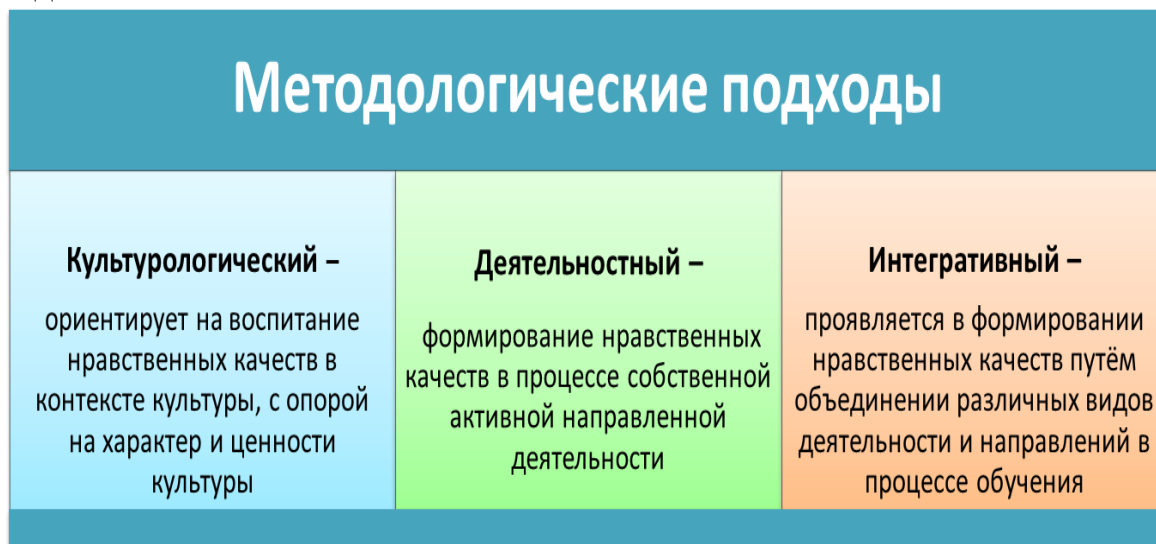 Методологические подходы
Культурологический –
ориентирует на воспитание
нравственных качеств в
контексте культуры, с опорой
на характер и ценности
культуры
Деятельностный –
формирование нравственных
качеств в процессе собственной
активной направленной
деятельности
Интегративный –
проявляется в формировании
нравственных качеств путём
объединении различных видов
деятельности и направлений в
процессе обучения